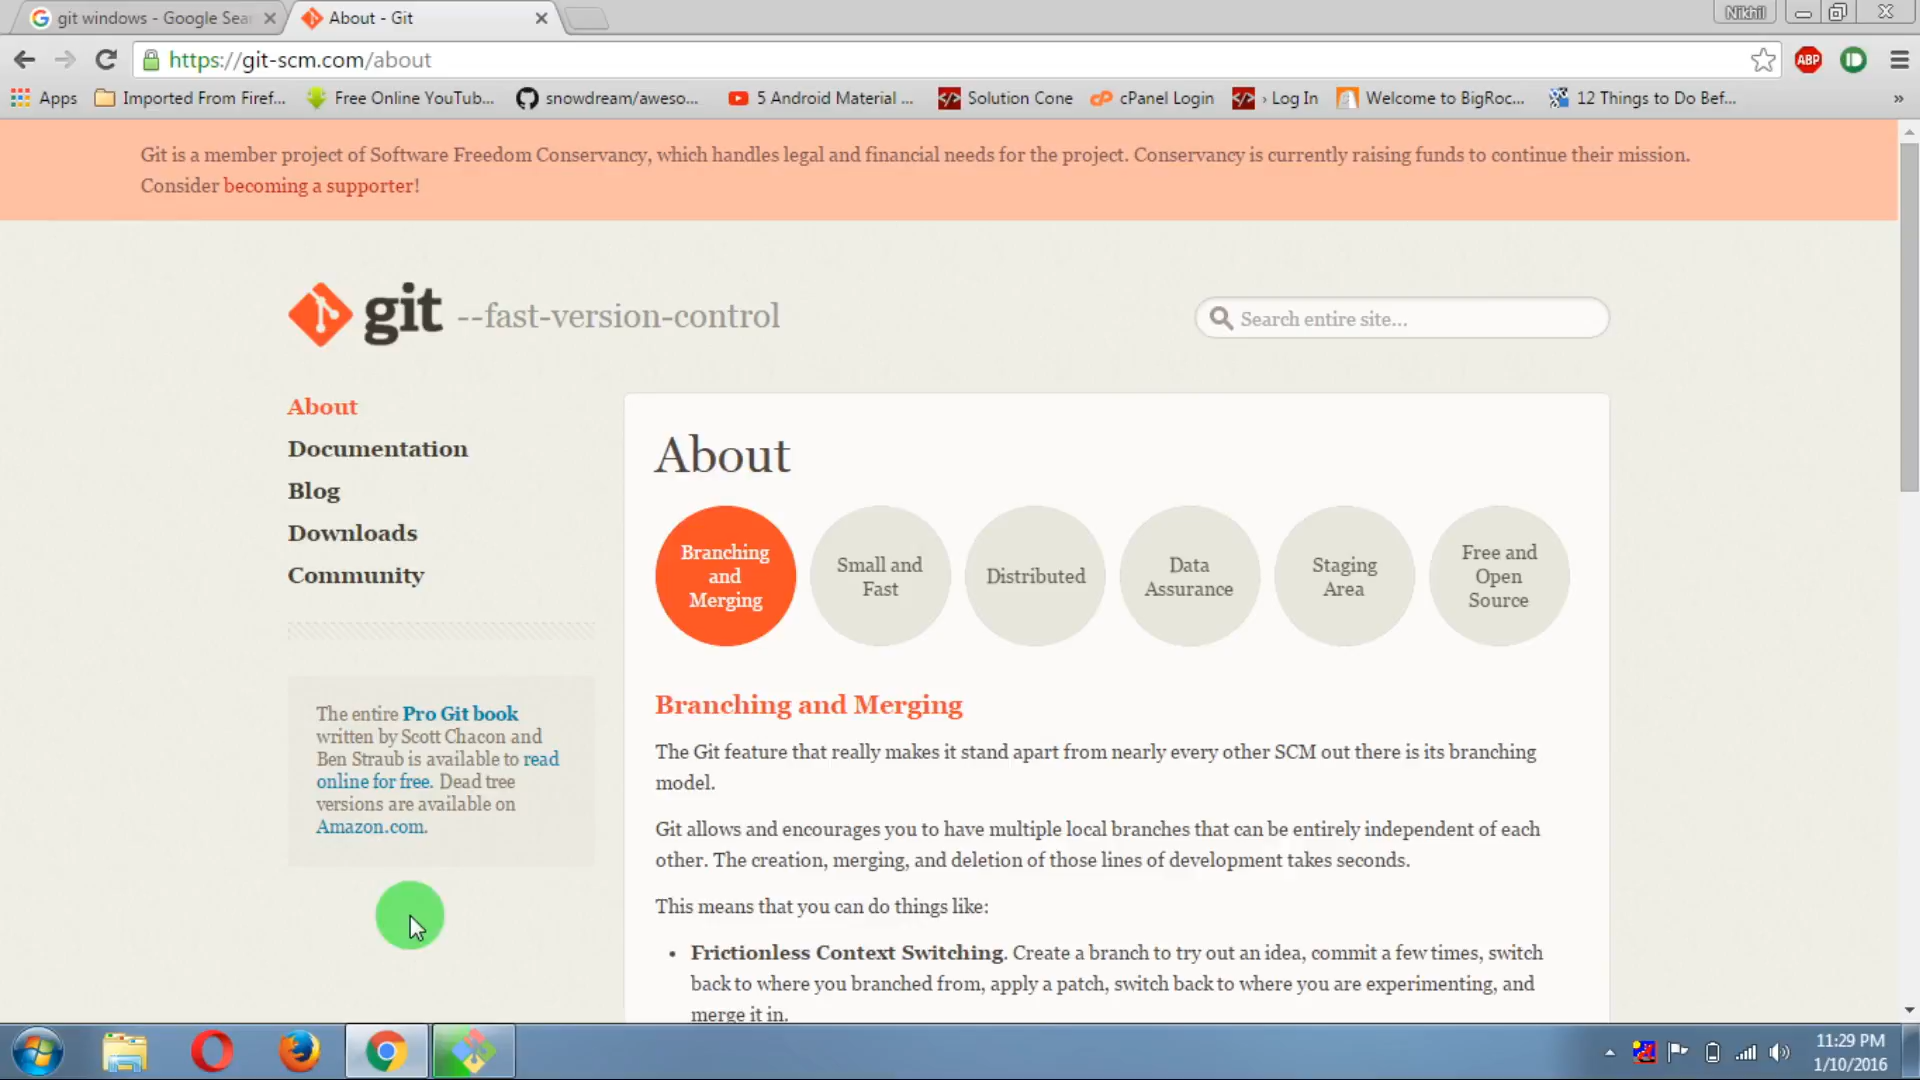 git windows - Google Sea
About - Git
Nikhil
https://git-scm.com/about
ABP
Apps
Imported From Firef...
Free Online YouTub...
snowdream/aweso...
5 Android Material ...
Solution Cone
cPanel Login
› Log In
Welcome to BigRoc...
12 Things to Do Bef...
»
Git is a member project of Software Freedom Conservancy, which handles legal and financial needs for the project. Conservancy is currently raising funds to continue their mission.
Consider becoming a supporter!
git --fast-version-control
Search entire site...
About
Documentation
Blog
Downloads
Community
The entire Pro Git book
written by Scott Chacon and
Ben Straub is available to read
online for free. Dead tree
versions are available on
Amazon.com.
About
Branching
and
Merging
Small and
Fast
Distributed
Data
Assurance
Staging
Area
Free and
Open
Source
Branching and Merging
The Git feature that really makes it stand apart from nearly every other SCM out there is its branching
model.
Git allows and encourages you to have multiple local branches that can be entirely independent of each
other. The creation, merging, and deletion of those lines of development takes seconds.
This means that you can do things like:
• Frictionless Context Switching. Create a branch to try out an idea, commit a few times, switch
back to where you branched from, apply a patch, switch back to where you are experimenting, and
merge it in.
11:29 PM
1/10/2016